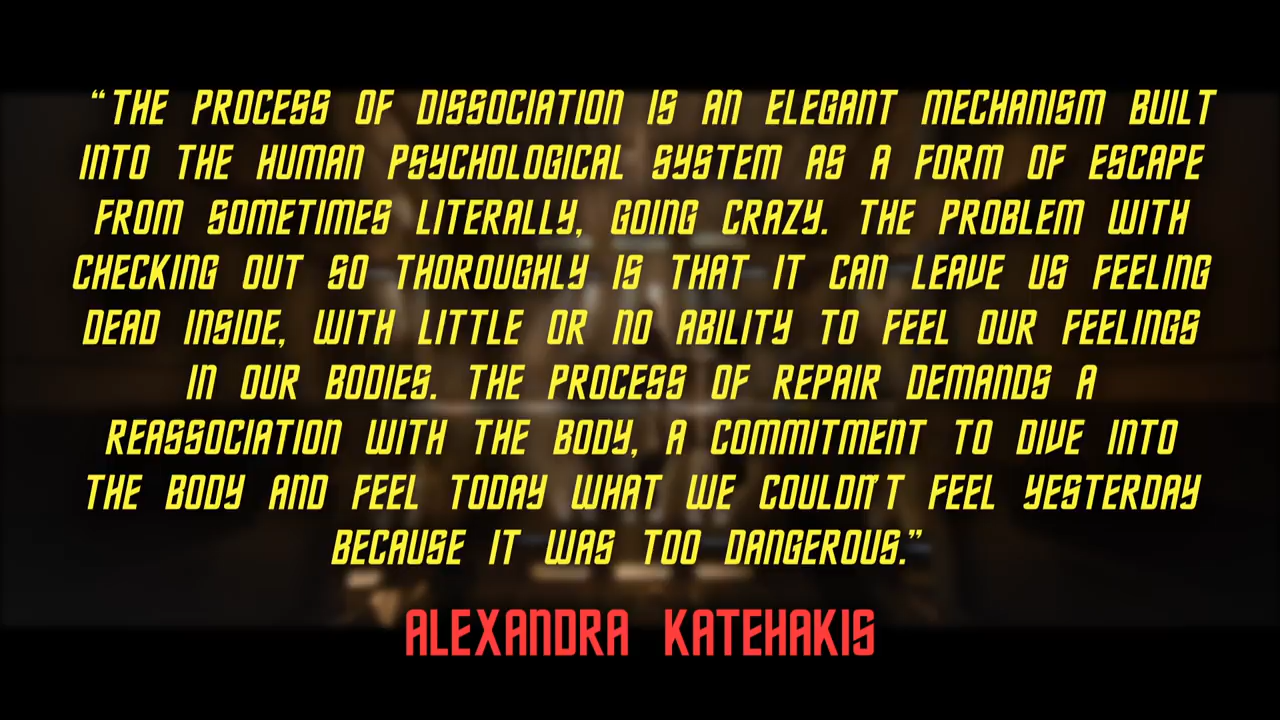 “THE PROCESS OF DISSOCIATION IS AN ELEGANT MECHANISM BUILT
INTO THE HUMAN PSYCHOLOGICAL SYSTEM AS A FORM OF ESCAPE
FROM SOMETIMES LITERALLY, GOING CRAZY. THE PROBLEM WITH
CHECKING OUT SO THOROUGHLY IS THAT IT CAN LEAVE US FEELING
DEAD INSIDE, WITH LITTLE OR NO ABILITY TO FEEL OUR FEELINGS
IN OUR BODIES. THE PROCESS OF REPAIR DEMANDS A
REASSOCIATION WITH THE BODY, A COMMITMENT TO DIVE INTO
THE BODY AND FEEL TODAY WHAT WE COULDN'T FEEL YESTERDAY
BECAUSE IT WAS TOO DANGEROUS.”
ALEXANDRA KATEHAKIS